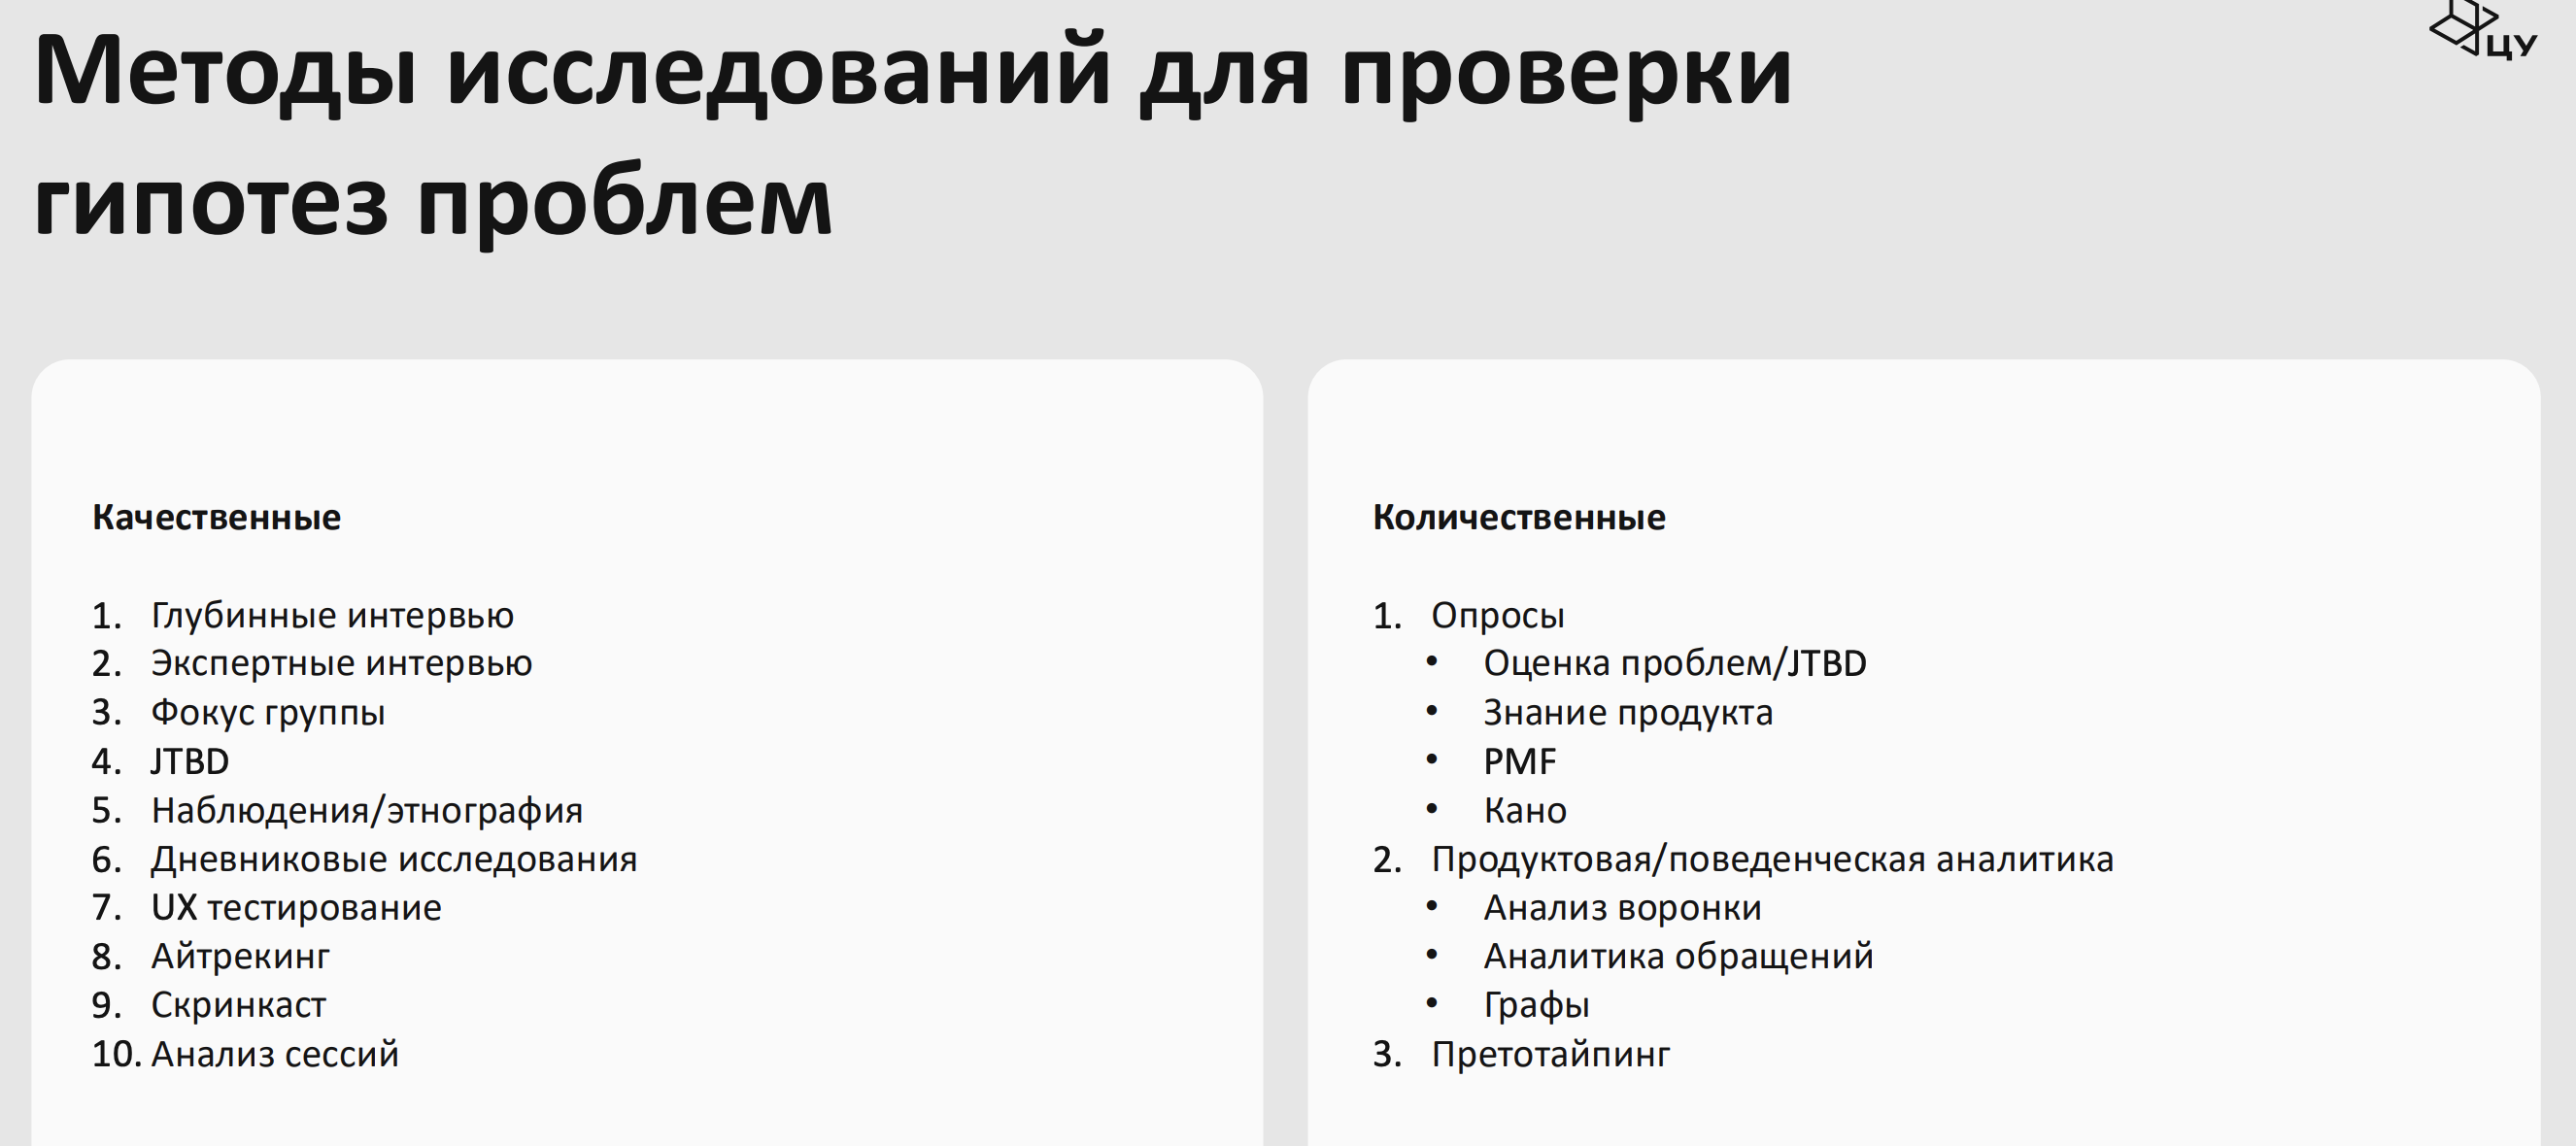 Методы исследований для проверки
гипотез проблем
ЦУ
Качественные
1. Глубинные интервью
2. Экспертные интервью
3. Фокус группы
4. JTBD
5. Наблюдения/этнография
6. Дневниковые исследования
7. UX тестирование
8. Айтрекинг
9. Скринкаст
10. Анализ сессий
Количественные
1. Опросы
• Оценка проблем/JTBD
• Знание продукта
• PMF
• Кано
2. Продуктовая/поведенческая аналитика
• Анализ воронки
• Аналитика обращений
• Графы
3. Претотайпинг